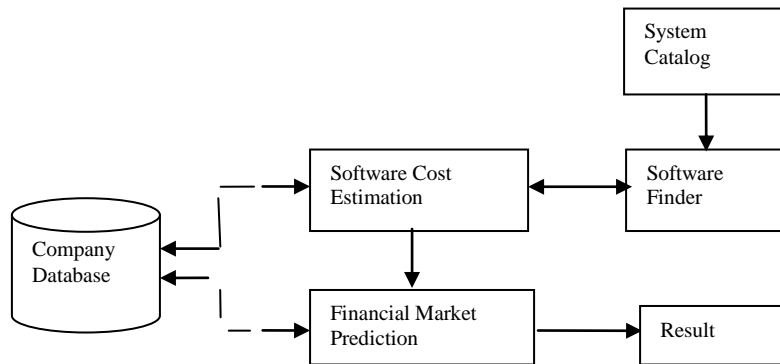 System
Catalog
Software Cost
Estimation
Software
Finder
Company
Database
Financial Market
Prediction
Result